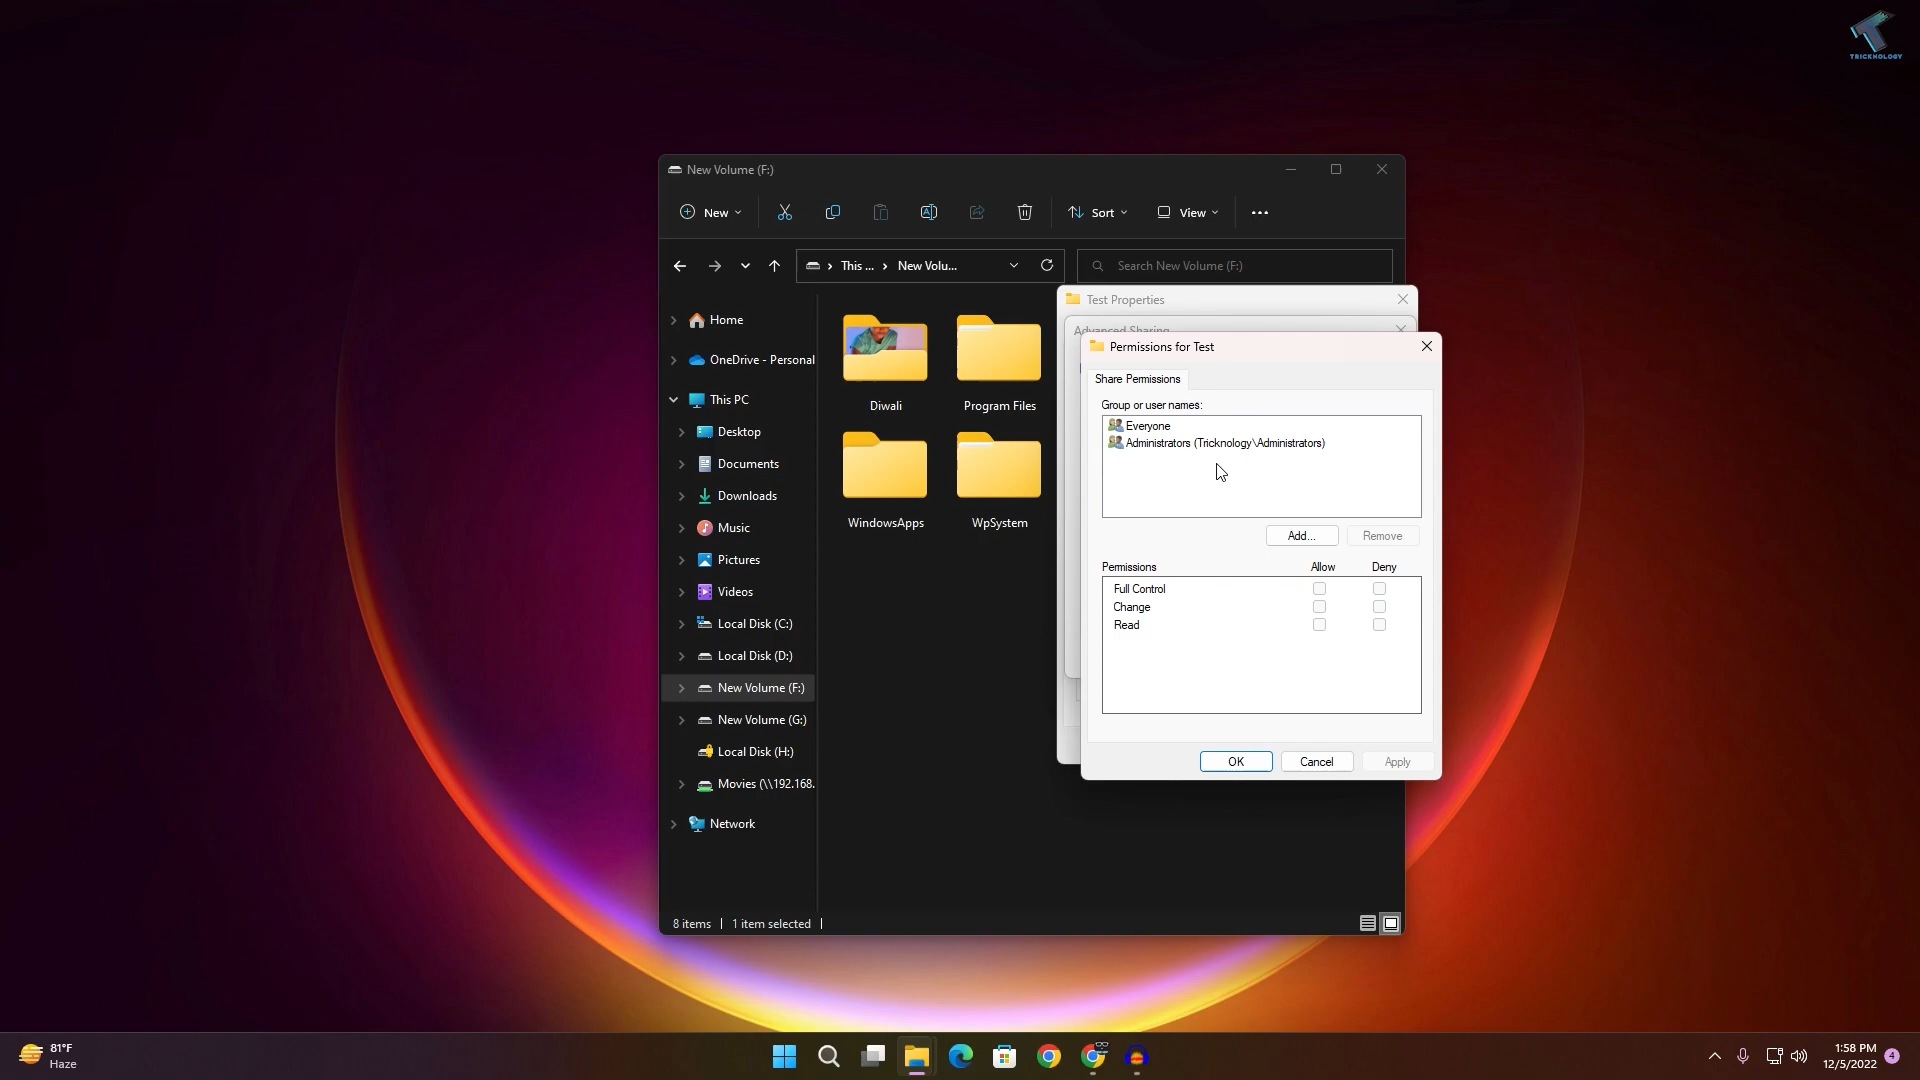 TRICKNOLOGY
New Volume (F:)
New
Sort
View
This ...
New Volu...
Search New Volume (F:)
Home
OneDrive - Personal
This PC
Desktop
Documents
Downloads
Music
Pictures
Videos
Local Disk (C:)
Local Disk (D:)
New Volume (F:)
New Volume (G:)
Local Disk (H:)
Movies (\\192.168.
Network
Diwali
Program Files
WindowsApps
WpSystem
8 items
1 item selected
Test Properties
Advanced Sharing
Permissions for Test
Share Permissions
Group or user names:
Everyone
Administrators (Tricknology\Administrators)
Add...
Remove
Permissions Allow Deny
Full Control
Change
Read
OK
Cancel
Apply
81°F
Haze
1:58 PM
12/5/2022
4